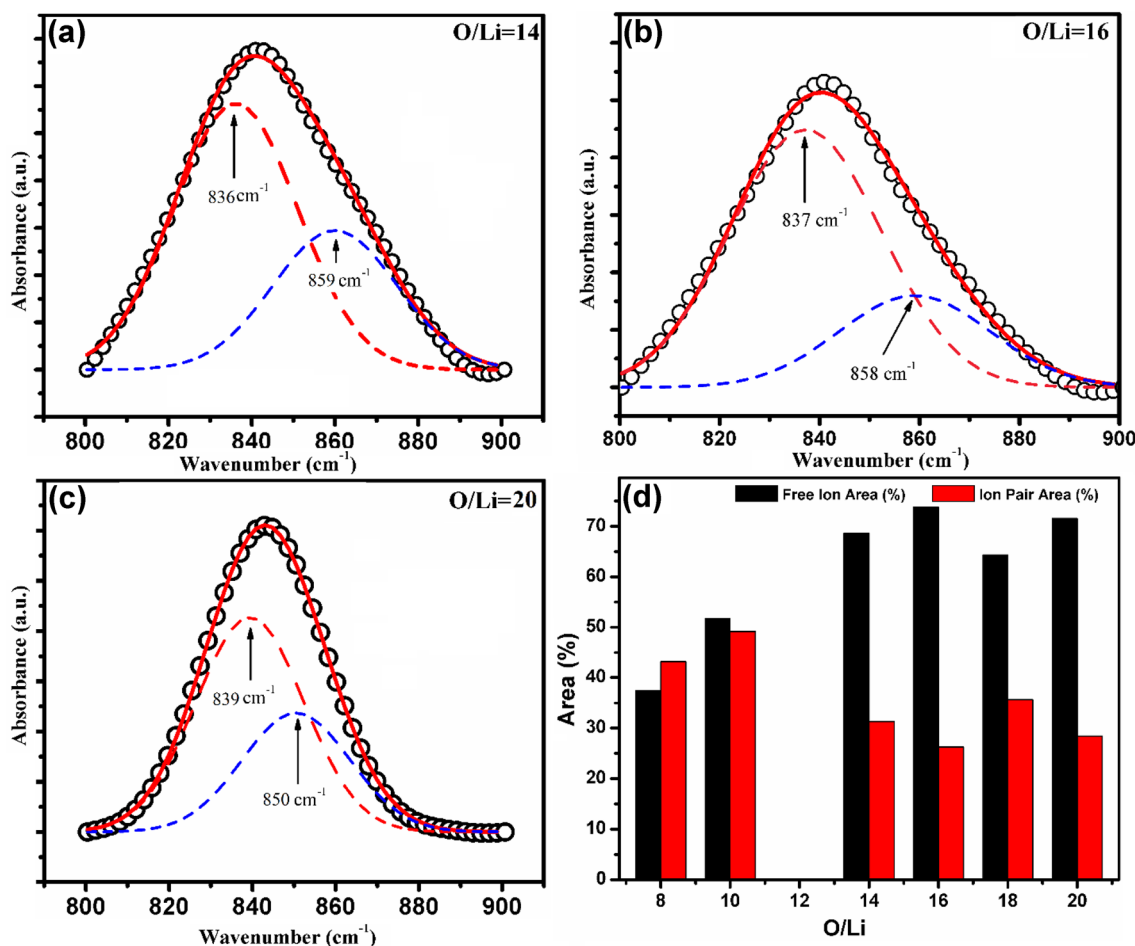 (a)
O/Li=14
836 cm⁻¹
859 cm⁻¹
Absorbance (a.u.)
800 820 840 860 880 900
Wavenumber (cm⁻¹)
(b)
O/Li=16
837 cm⁻¹
858 cm⁻¹
Absorbance (a.u.)
800 820 840 860 880 900
Wavenumber (cm⁻¹)
(c)
O/Li=20
839 cm⁻¹
850 cm⁻¹
Absorbance (a.u.)
800 820 840 860 880 900
Wavenumber (cm⁻¹)
(d)
Free Ion Area (%) Ion Pair Area (%)
70
60
50
40
30
20
10
0
Area (%)
8 10 12 14 16 18 20
O/Li